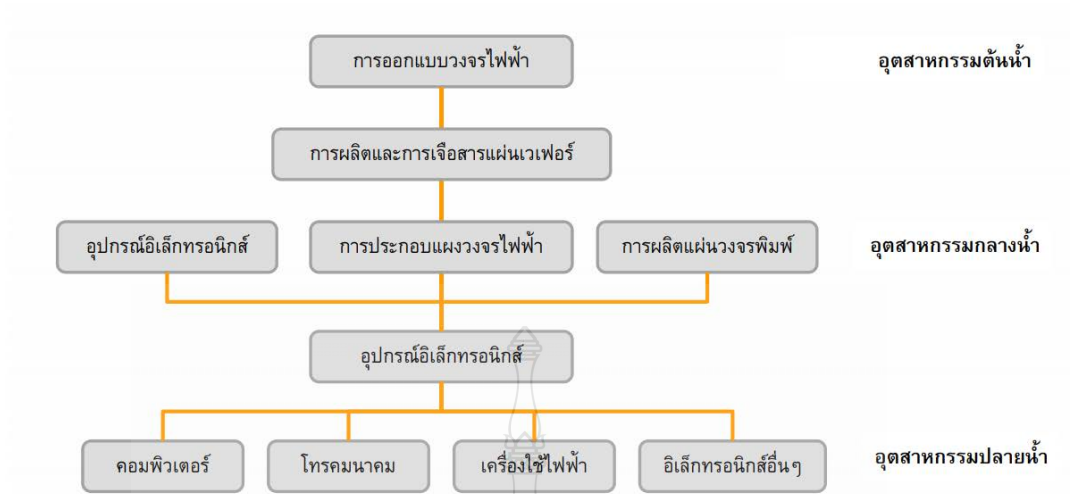 การออกแบบวงจรไฟฟ้า
อุตสาหกรรมต้นน้ำ
การผลิตและการเจือสารแผ่นเวเฟอร์
อุปกรณ์อิเล็กทรอนิกส์
การประกอบแผงวงจรไฟฟ้า
การผลิตแผ่นวงจรพิมพ์
อุตสาหกรรมกลางน้ำ
อุปกรณ์อิเล็กทรอนิกส์
คอมพิวเตอร์
โทรคมนาคม
เครื่องใช้ไฟฟ้า
อิเล็กทรอนิกส์อื่นๆ
อุตสาหกรรมปลายน้ำ